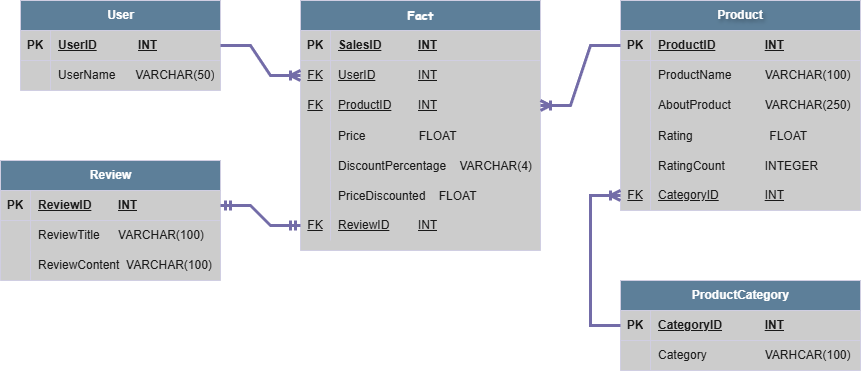 User
PK UserID INT
UserName VARCHAR(50)
Fact
PK SalesID INT
FK UserID INT
FK ProductID INT
Price FLOAT
DiscountPercentage VARCHAR(4)
PriceDiscounted FLOAT
FK ReviewID INT
Product
PK ProductID INT
ProductName VARCHAR(100)
AboutProduct VARCHAR(250)
Rating FLOAT
RatingCount INTEGER
FK CategoryID INT
Review
PK ReviewID INT
ReviewTitle VARCHAR(100)
ReviewContent VARCHAR(100)
ProductCategory
PK CategoryID INT
Category VARHCAR(100)